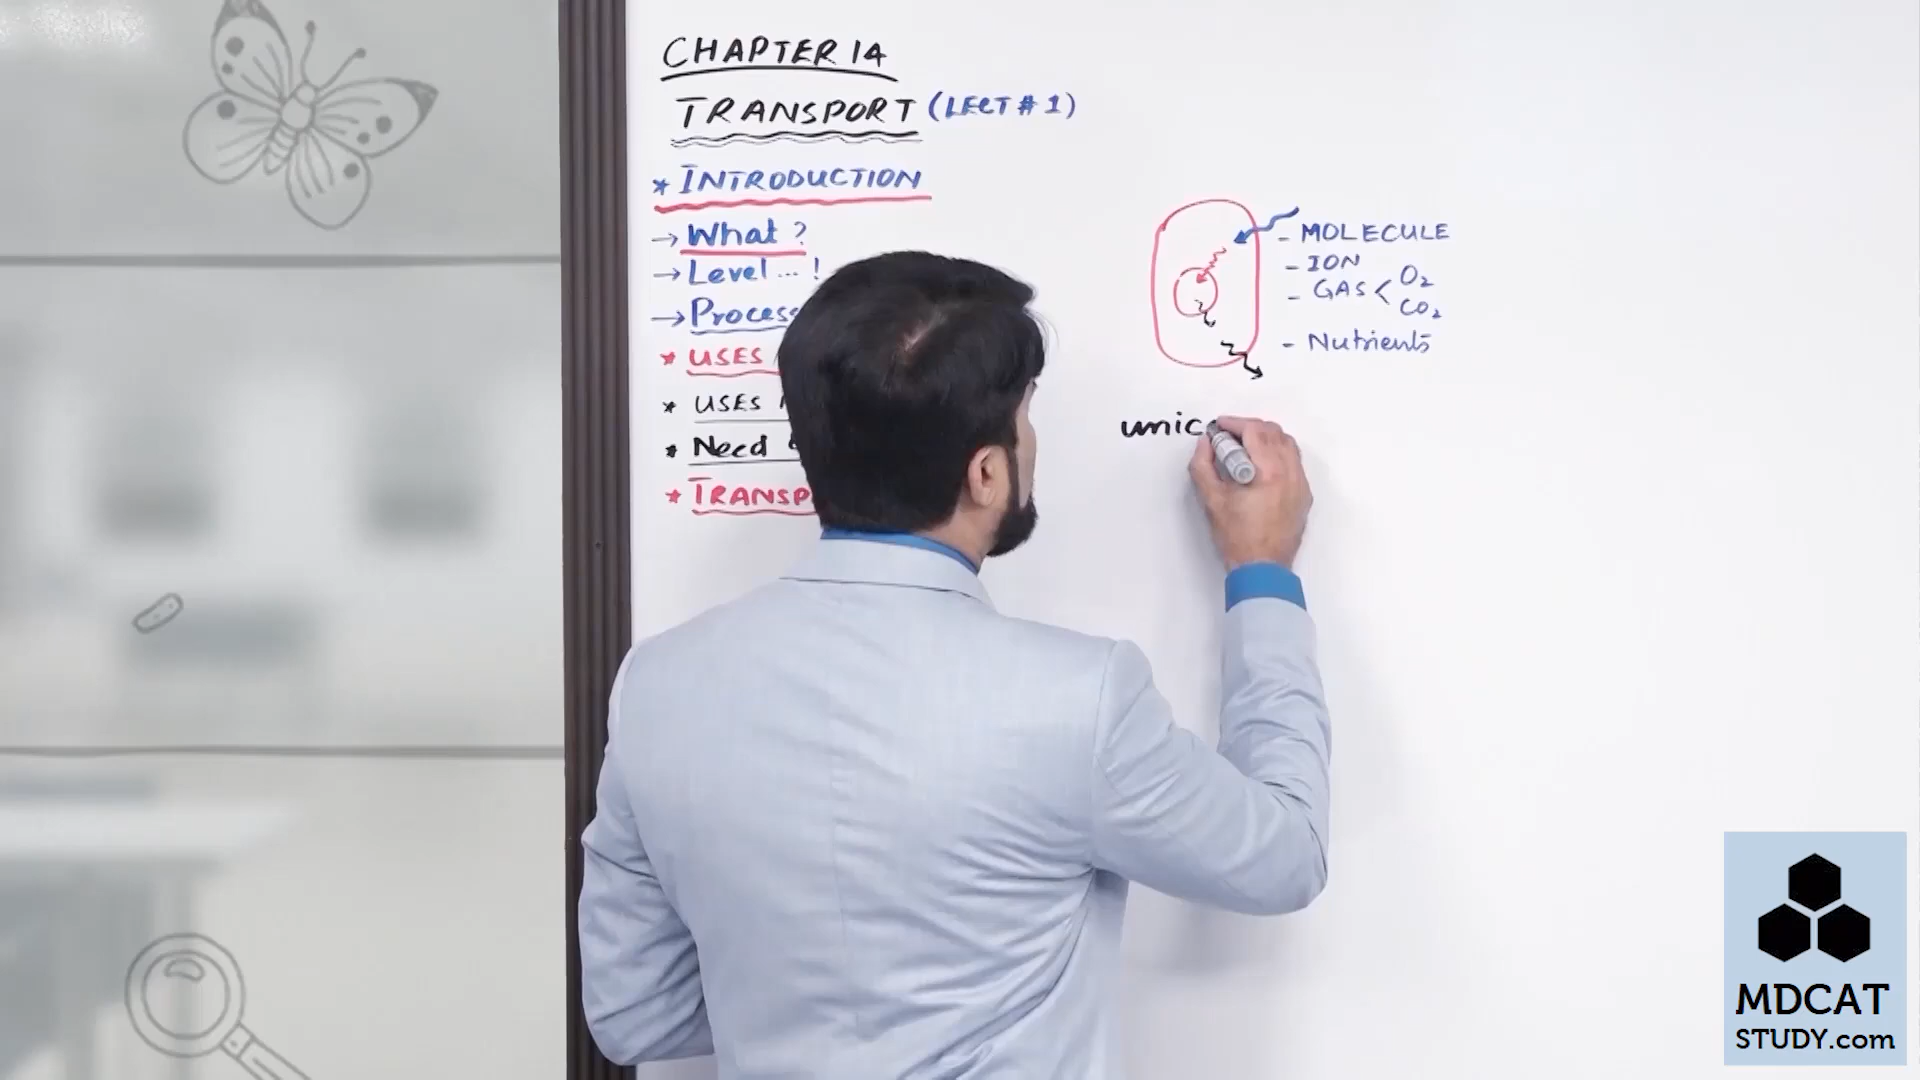 CHAPTER 14
TRANSPORT (LECT # 1)
* INTRODUCTION
→ What ?
→ Level ... !
→ Process
* USES
* USES
* Need
* TRANSP
- MOLECULE
- ION
- GAS < O₂
CO₂
- Nutrients
unic
MDCAT
STUDY.com